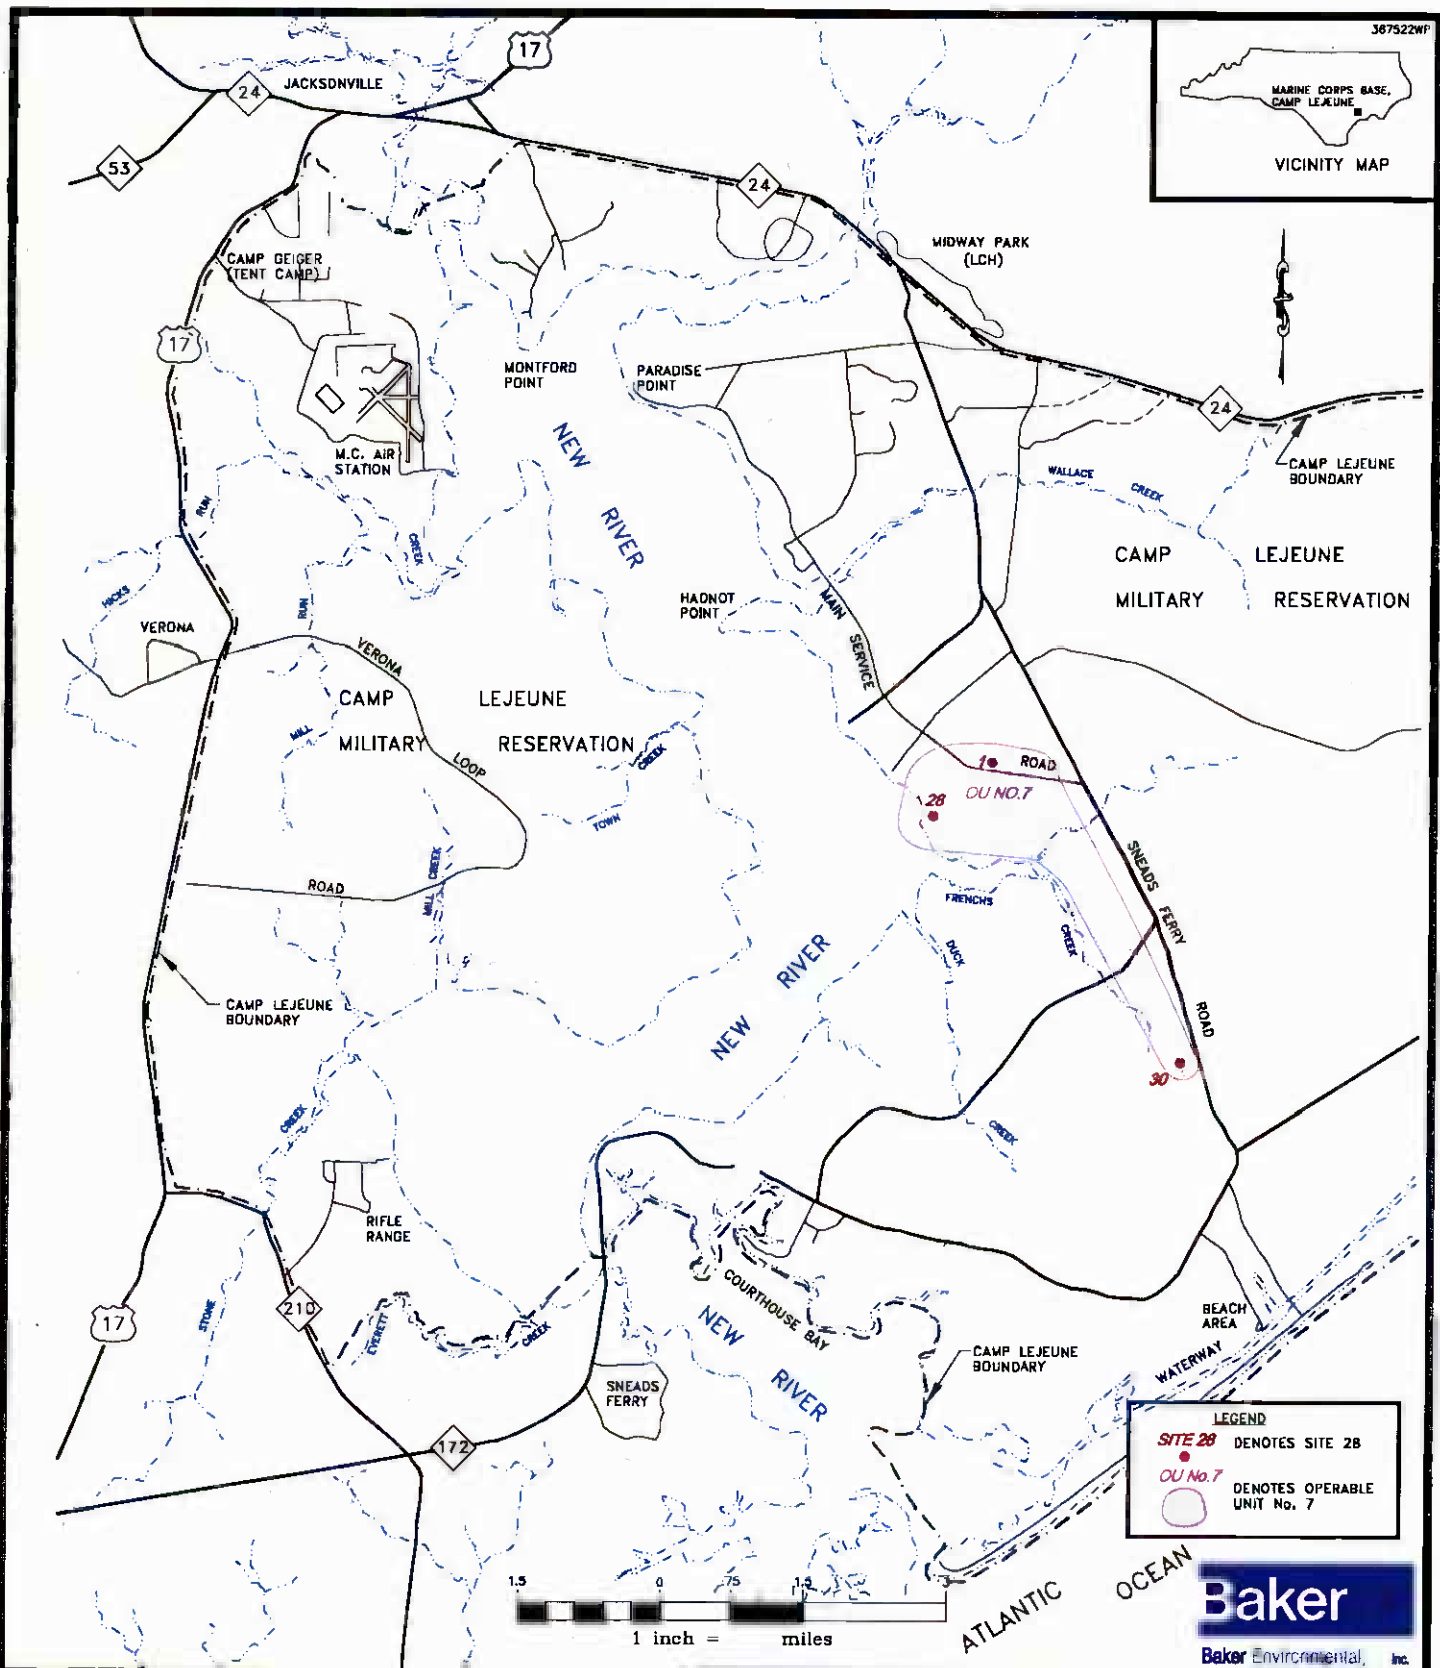 367522WP
17
JACKSONVILLE
24
MARINE CORPS BASE,
CAMP LEJEUNE
VICINITY MAP
53
24
MIDWAY PARK
(LCH)
CAMP GEIGER
(TENT CAMP)
17
MONTFORD
POINT
PARADISE
POINT
24
NEW
RIVER
M.C. AIR
STATION
CAMP LEJEUNE
BOUNDARY
WALLACE
CREEK
RUN
CREEK
CAMP LEJEUNE
MILITARY RESERVATION
HICKS
RUN
HADNOT
POINT
MAIN
SERVICE
VERONA
VERONA
CAMP LEJEUNE
MILITARY RESERVATION
MILL
CREEK
LOOP
TOWN
1
ROAD
OU NO.7
28
SNEADS
FERRY
MILL CREEK
ROAD
FRENCHS
CREEK
DUCK
NEW RIVER
CAMP LEJEUNE
BOUNDARY
ROAD
30
CREEK
CREEK
RIFLE
RANGE
COURTHOUSE BAY
STONE
210
17
EVERETT
CREEK
NEW
RIVER
BEACH
AREA
WATERWAY
CAMP LEJEUNE
BOUNDARY
SNEADS
FERRY
172
LEGEND
SITE 28 DENOTES SITE 28
OU No.7
DENOTES OPERABLE
UNIT No. 7
ATLANTIC OCEAN
1.5 0 .75 1.5
1 inch = miles
Baker
Baker Environmental, Inc.